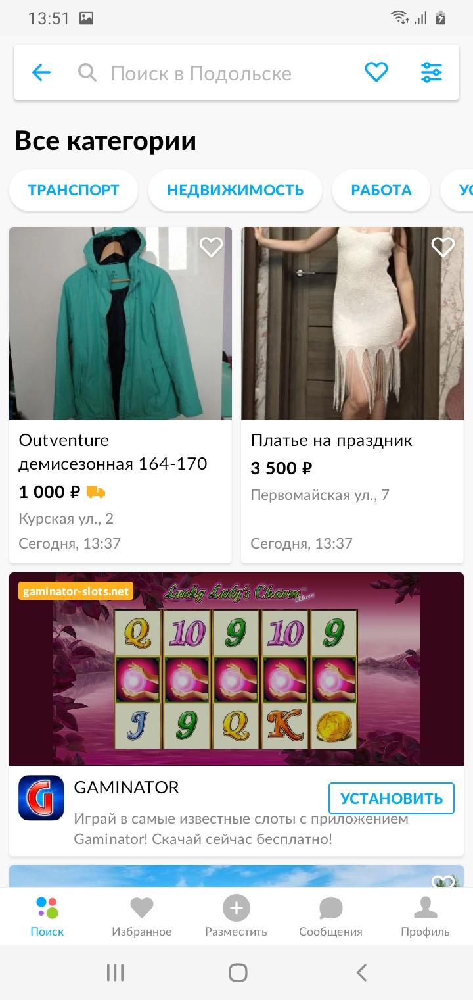 13:51
Поиск в Подольске
Все категории
ТРАНСПОРТ
НЕДВИЖИМОСТЬ
РАБОТА
Outventure
демисезонная 164-170
1 000 ₽
Курская ул., 2
Сегодня, 13:37
Платье на праздник
3 500 ₽
Первомайская ул., 7
Сегодня, 13:37
gaminator-slots.net
Lucky Lady's Charm
deluxe
Q 10 9 10 9
J 9 Q K
G
GAMINATOR
УСТАНОВИТЬ
Играй в самые известные слоты с приложением
Gaminator! Скачай сейчас бесплатно!
Поиск
Избранное
Разместить
Сообщения
Профиль